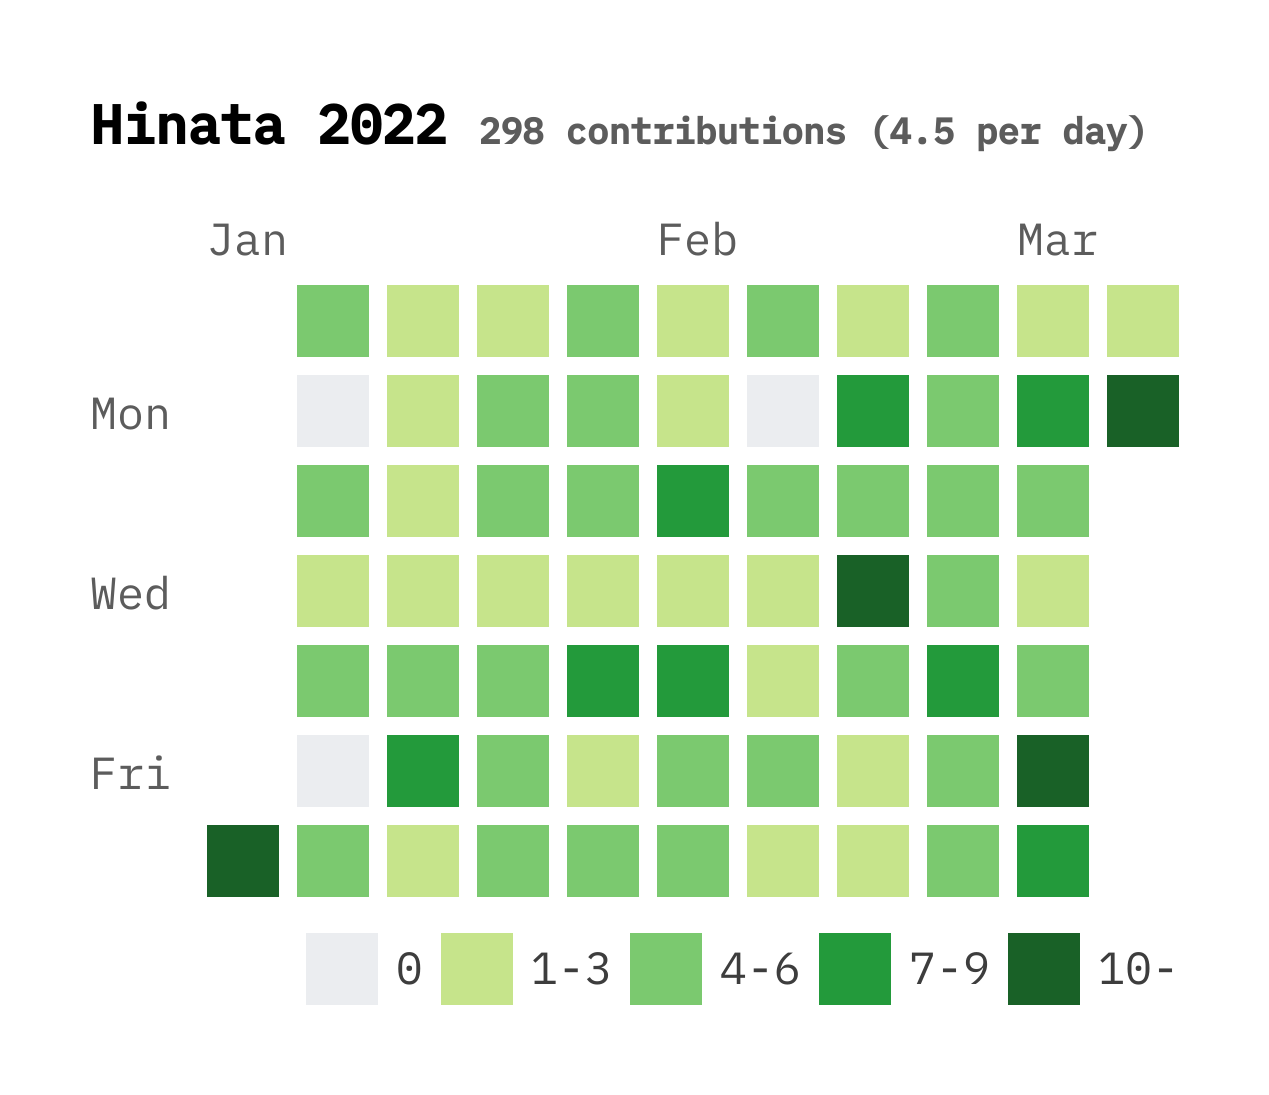 Hinata 2022 298 contributions (4.5 per day)
Jan Feb Mar
Mon
Wed
Fri
0 1-3 4-6 7-9 10-